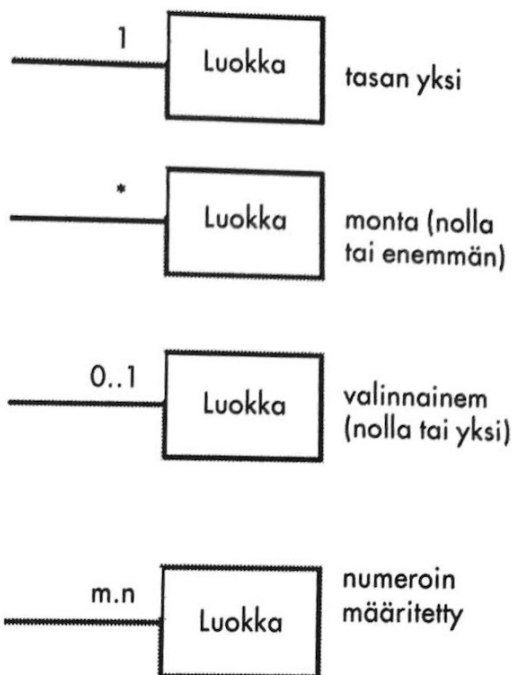 1
Luokka
tasan yksi
*
Luokka
monta (nolla
tai enemmän)
0..1
Luokka
valinnainem
(nolla tai yksi)
m.n
Luokka
numeroin
määritetty